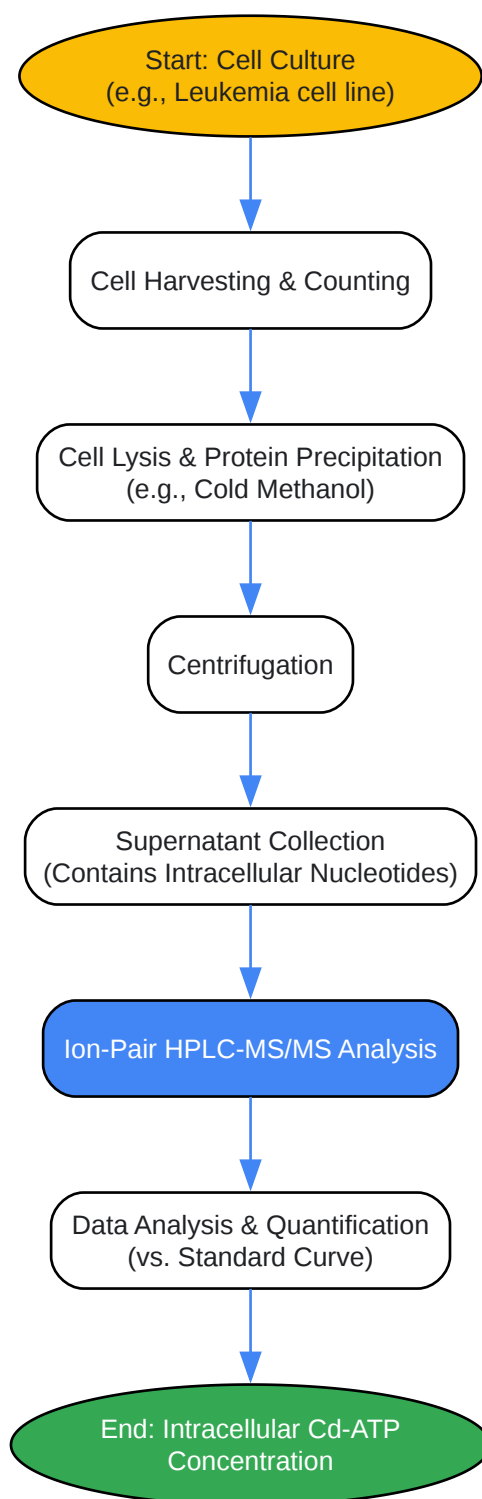 Start: Cell Culture
(e.g., Leukemia cell line)
Cell Harvesting & Counting
Cell Lysis & Protein Precipitation
(e.g., Cold Methanol)
Centrifugation
Supernatant Collection
(Contains Intracellular Nucleotides)
Ion-Pair HPLC-MS/MS Analysis
Data Analysis & Quantification
(vs. Standard Curve)
End: Intracellular Cd-ATP
Concentration